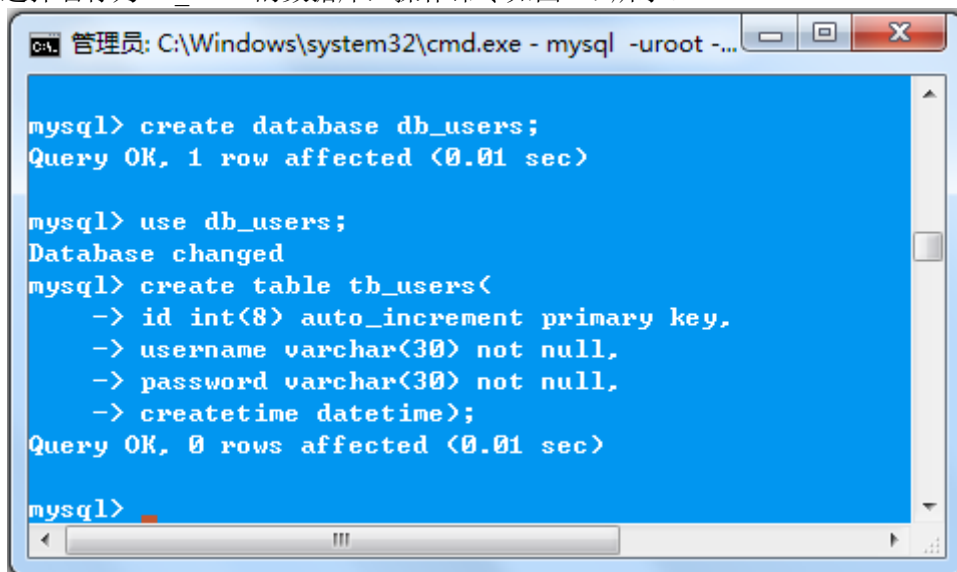 管理员: C:\Windows\system32\cmd.exe - mysql -uroot -...
mysql> create database db_users;
Query OK, 1 row affected (0.01 sec)
mysql> use db_users;
Database changed
mysql> create table tb_users(
-> id int(8) auto_increment primary key,
-> username varchar(30) not null,
-> password varchar(30) not null,
-> createtime datetime);
Query OK, 0 rows affected (0.01 sec)
mysql>